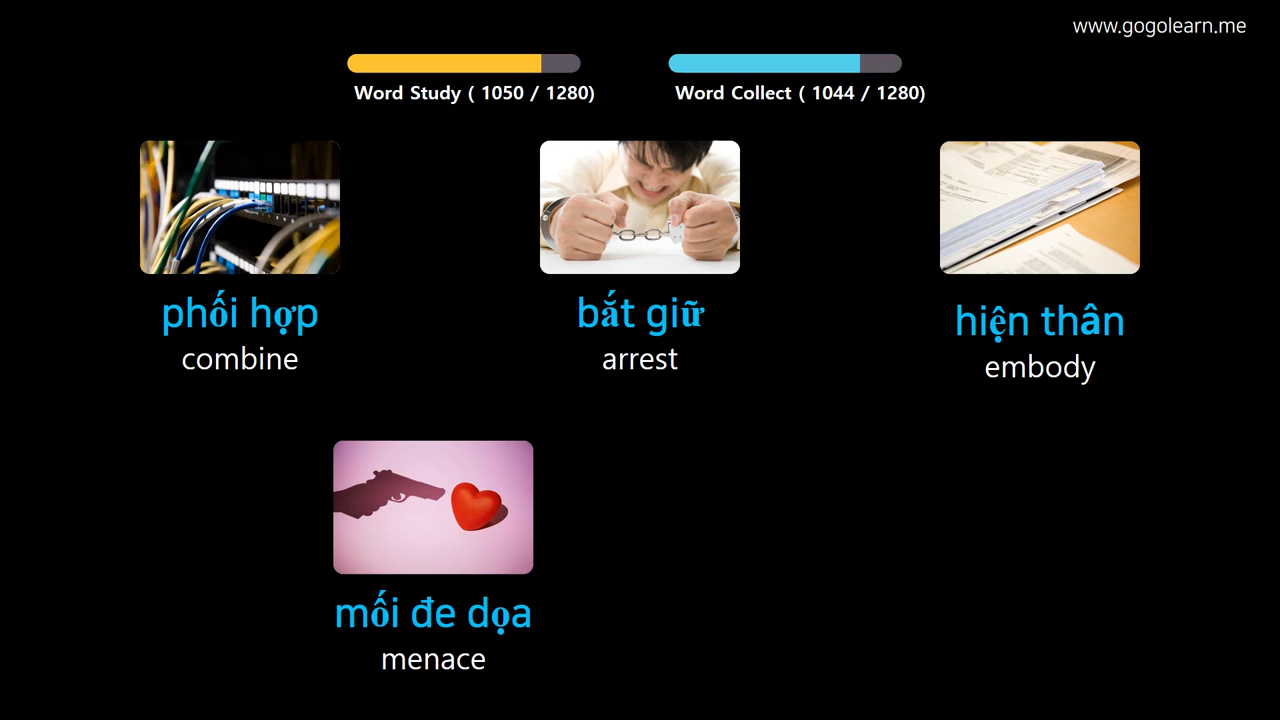 www.gogolearn.me
Word Study ( 1050 / 1280)
Word Collect ( 1044 / 1280)
phối hợp
combine
bắt giữ
arrest
hiện thân
embody
mối đe dọa
menace